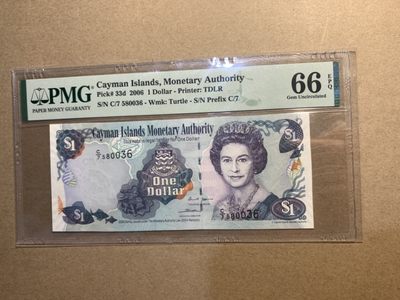 PMG
PAPER MONEY GUARANTY
Cayman Islands, Monetary Authority
Pick# 33d 2006 1 Dollar - Printer: TDLR
S/N C/7 580036 - Wmk: Turtle - S/N Prefix C/7
66 EPQ
Gem Uncirculated
Cayman Islands Monetary Authority
$1
$1
C/7 580036
One
Dollar
C/7 580036
$1
$1